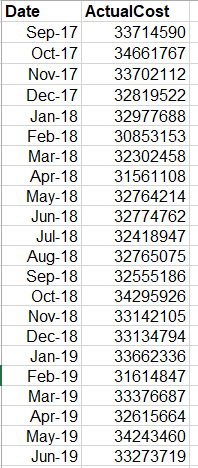 Date ActualCost
Sep-17 33714590
Oct-17 34661767
Nov-17 33702112
Dec-17 32819522
Jan-18 32977688
Feb-18 30853153
Mar-18 32302458
Apr-18 31561108
May-18 32764214
Jun-18 32774762
Jul-18 32418947
Aug-18 32765075
Sep-18 32555186
Oct-18 34295926
Nov-18 33142105
Dec-18 33134794
Jan-19 33662336
Feb-19 31614847
Mar-19 33376687
Apr-19 32615664
May-19 34243460
Jun-19 33273719